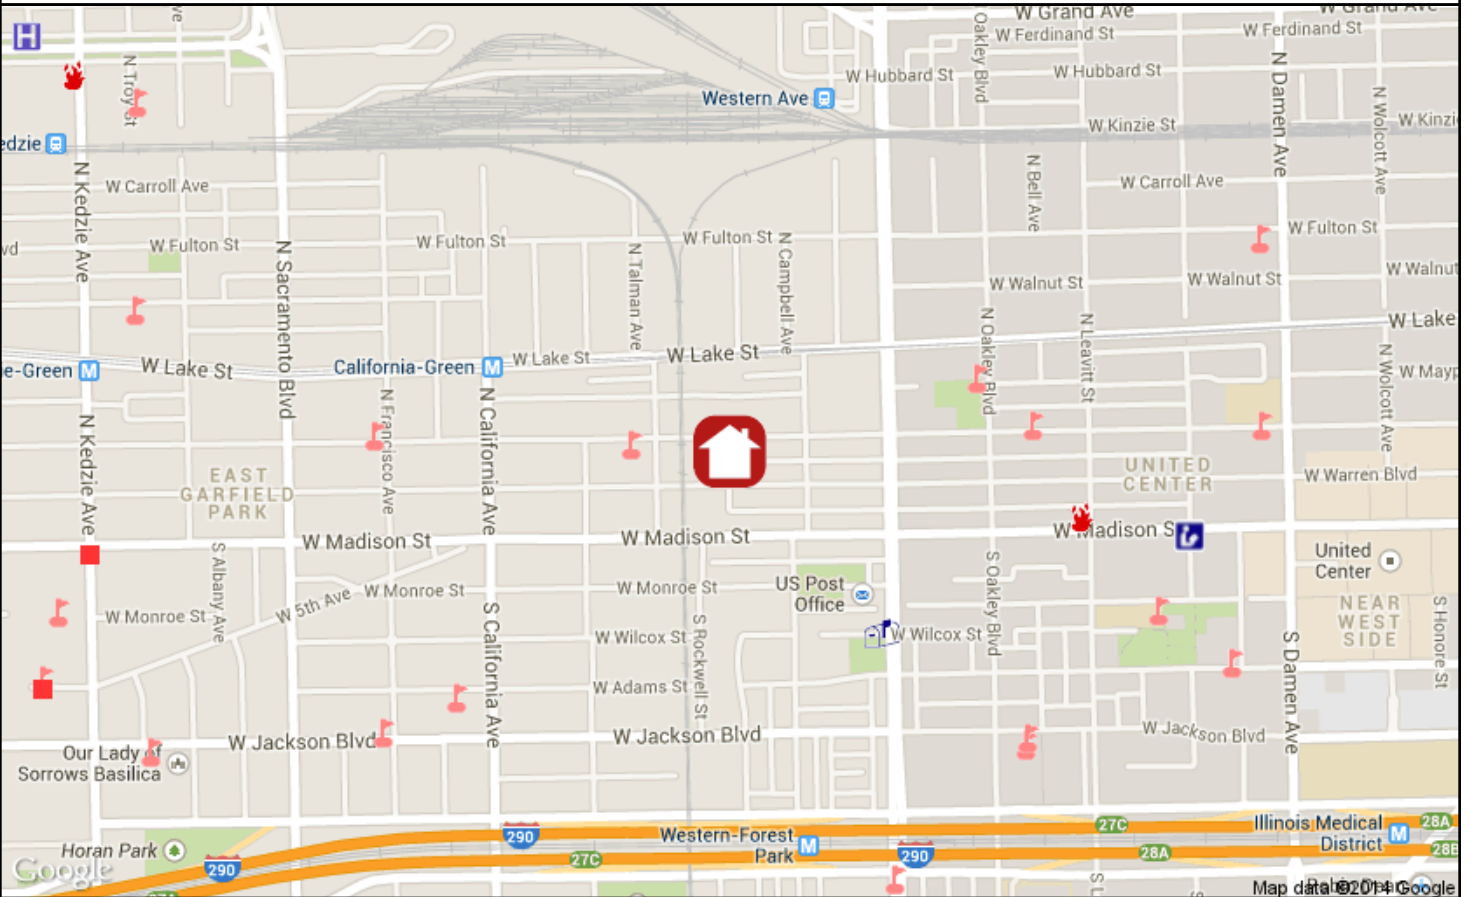 W Grand Ave
W Grand Ave
N Oakley Blvd
W Ferdinand St
W Ferdinand St
H
N Troy St
W Hubbard St
W Hubbard St
N Damen Ave
N Wolcott Ave
Western Ave
W Kinzie St
W Kinzi
edzie
N Kedzie Ave
W Carroll Ave
N Bell Ave
W Carroll Ave
vd
W Fulton St
N Sacramento Blvd
W Fulton St
N Talman Ave
W Fulton St
N Campbell Ave
W Fulton St
W Walnut St
W Walnut St
W Walnut
N Oakley Blvd
N Leavitt St
W Lake
e-Green M
W Lake St
California-Green M
W Lake St
W Lake St
N Wolcott Ave
W Mayp
N Kedzie Ave
N Francisco Ave
N California Ave
EAST
GARFIELD
PARK
UNITED
CENTER
W Warren Blvd
W Madison St
W Madison St
W Madison S
S Albany Ave
S Oakley Blvd
United
Center
W Monroe St
W 5th Ave
W Monroe St
W Monroe St
US Post
Office
S California Ave
S Rockwell St
W Wilcox St
W Wilcox St
NEAR
WEST
SIDE
S Honore St
S Damen Ave
W Adams St
Our Lady of
Sorrows Basilica
W Jackson Blvd
W Jackson Blvd
W Jackson Blvd
Horan Park
290
Western-Forest
Park M
27C
Illinois Medical
District M
28A
Google
290
27C
290
28A
28B
S L
Map data ©2014 Google